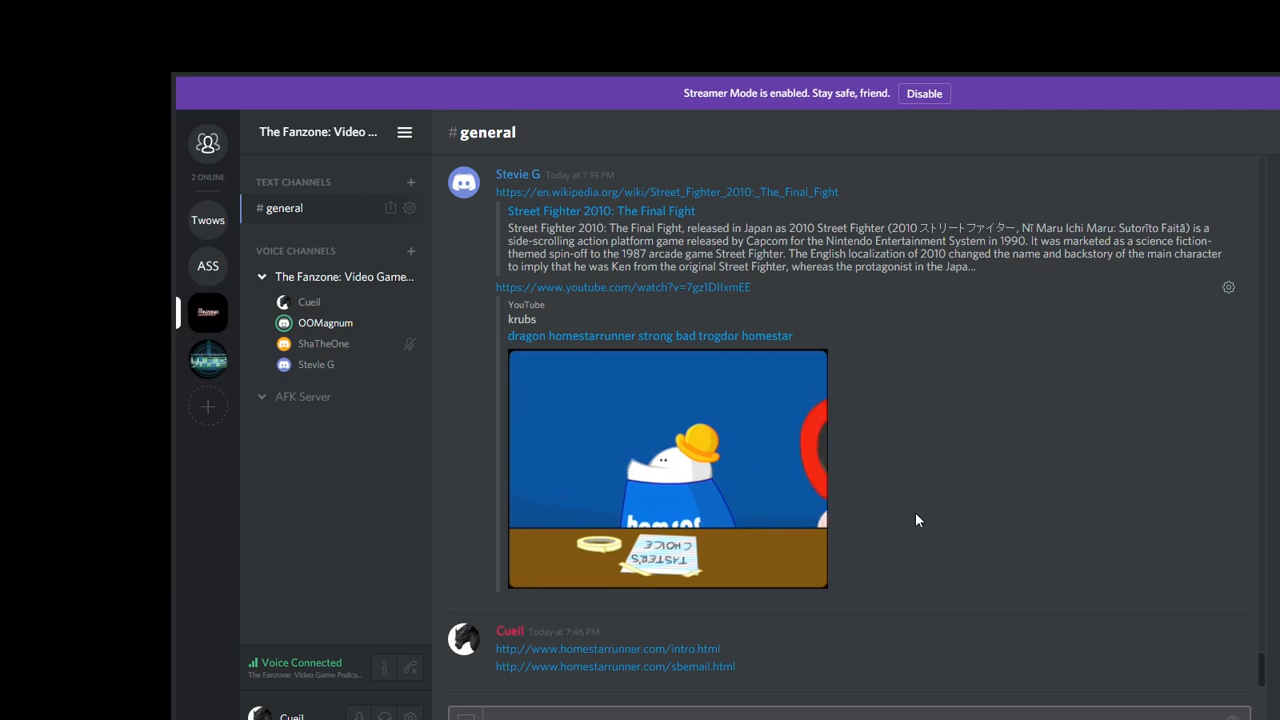 Streamer Mode is enabled. Stay safe, friend.
Disable
2 ONLINE
Twows
ASS
The Fanzone: Video ...
TEXT CHANNELS
# general
VOICE CHANNELS
The Fanzone: Video Game...
Cueil
OOMagnum
ShaTheOne
Stevie G
AFK Server
Voice Connected
The Fanzone: Video Game Podca...
Cueil
#general
Stevie G Today at 7:19 PM
https://en.wikipedia.org/wiki/Street_Fighter_2010:_The_Final_Fight
Street Fighter 2010: The Final Fight
Street Fighter 2010: The Final Fight, released in Japan as 2010 Street Fighter (2010 ストリートファイター, Nī Maru Ichi Maru: Sutorīto Faitā) is a
side-scrolling action platform game released by Capcom for the Nintendo Entertainment System in 1990. It was marketed as a science fiction-
themed spin-off to the 1987 arcade game Street Fighter. The English localization of 2010 changed the name and backstory of the main character
to imply that he was Ken from the original Street Fighter, whereas the protagonist in the Japa...
https://www.youtube.com/watch?v=7gz1DIIxmEE
YouTube
krubs
dragon homestarrunner strong bad trogdor homestar
TASTER'S
CHOICE
Cueil Today at 7:46 PM
http://www.homestarrunner.com/intro.html
http://www.homestarrunner.com/sbemail.html